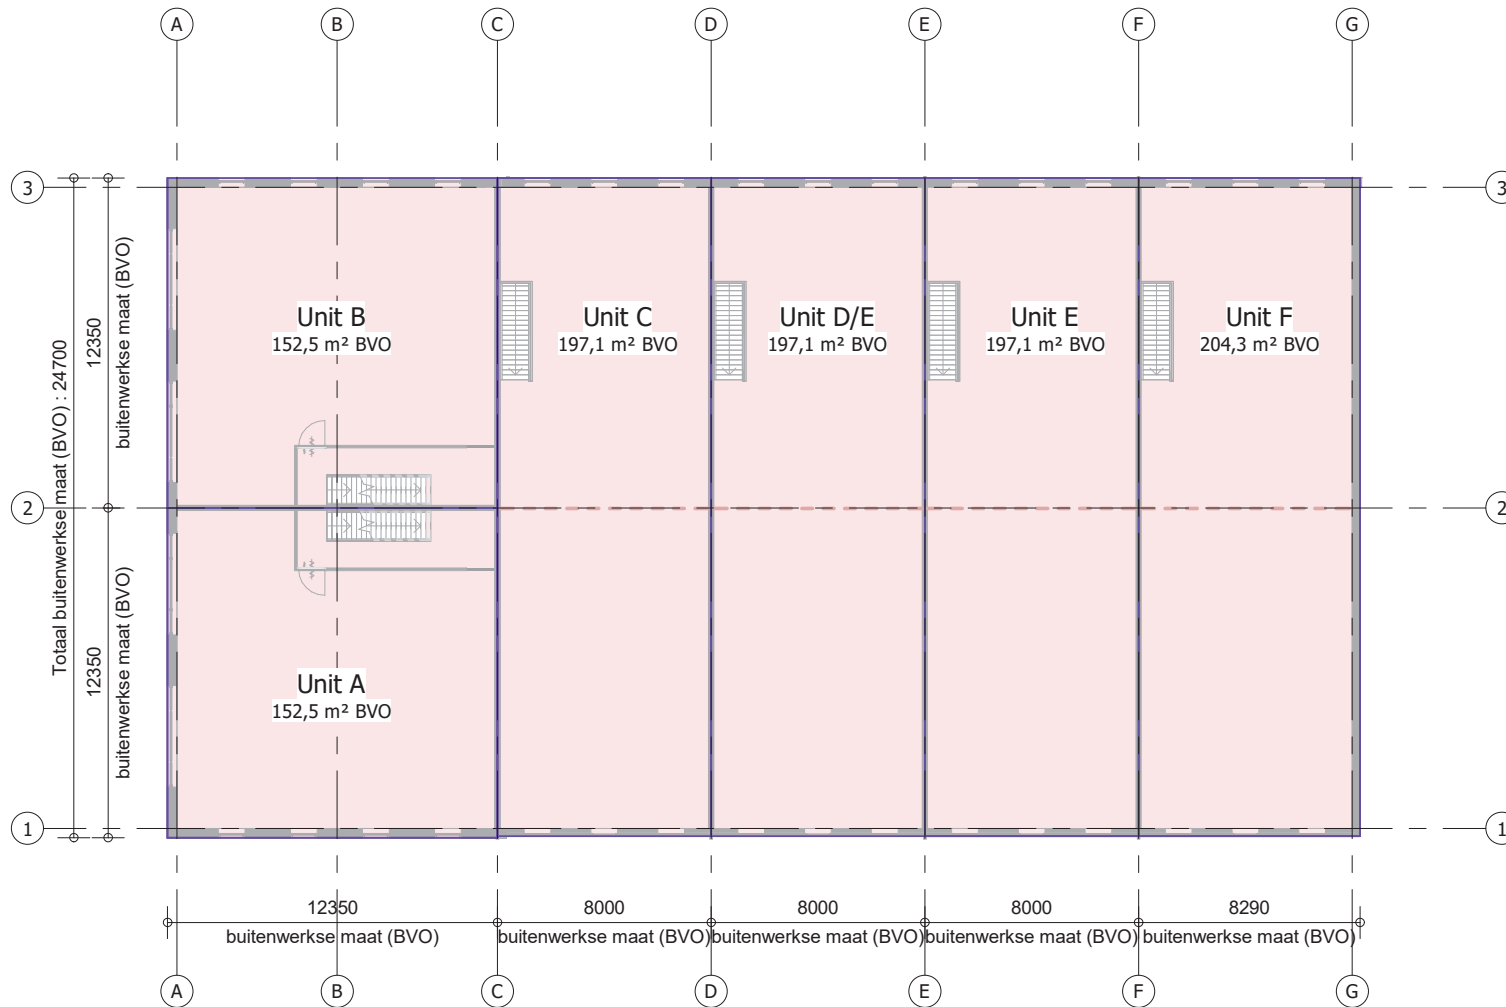 A B C D E F G
3 3
Totaal buitenwerkse maat (BVO) : 24700
12350
buitenwerkse maat (BVO)
Unit B
152,5 m² BVO
Unit C
197,1 m² BVO
Unit D/E
197,1 m² BVO
Unit E
197,1 m² BVO
Unit F
204,3 m² BVO
2 2
12350
buitenwerkse maat (BVO)
Unit A
152,5 m² BVO
1 1
12350 8000 8000 8000 8290
buitenwerkse maat (BVO) buitenwerkse maat (BVO) buitenwerkse maat (BVO) buitenwerkse maat (BVO) buitenwerkse maat (BVO)
A B C D E F G